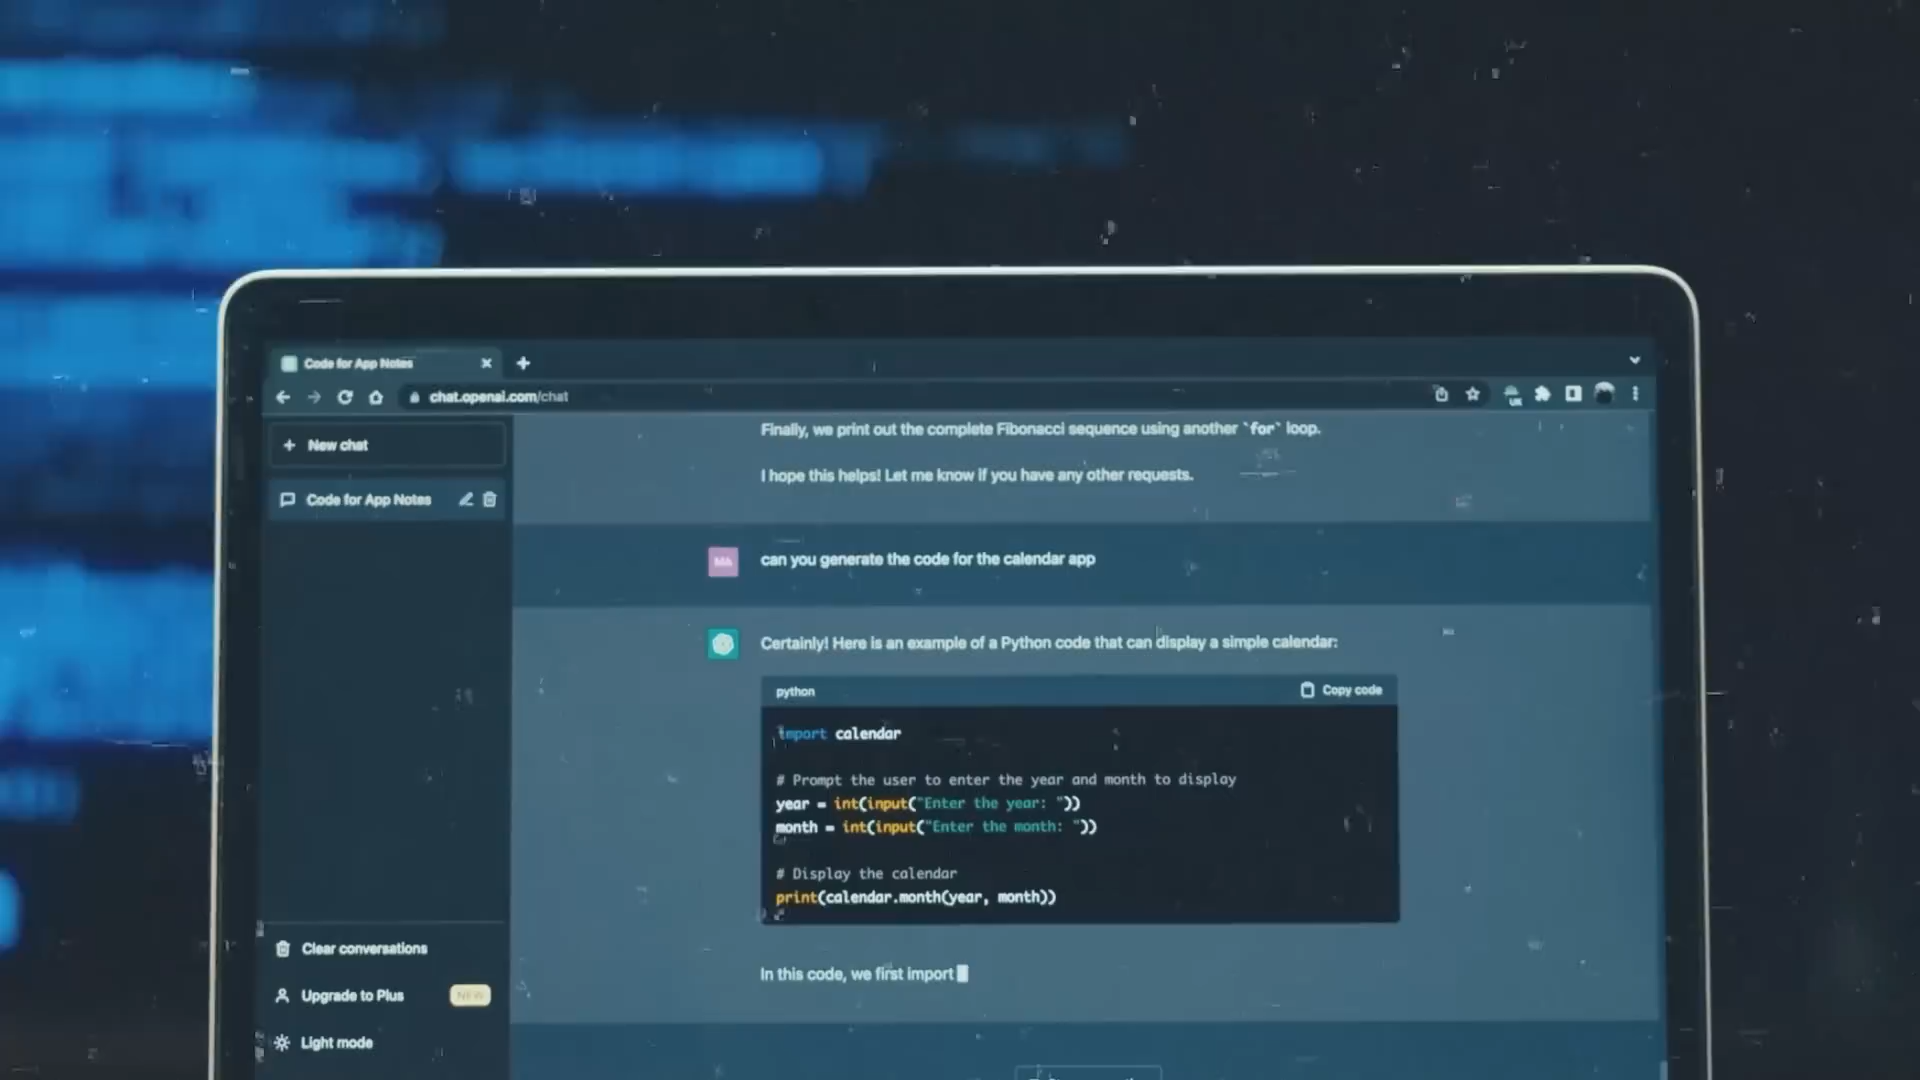 Code for App Notes
chat.openai.com/chat
UK
New chat
Code for App Notes
Finally, we print out the complete Fibonacci sequence using another `for` loop.
I hope this helps! Let me know if you have any other requests.
MA
can you generate the code for the calendar app
Certainly! Here is an example of a Python code that can display a simple calendar:
python
Copy code
import calendar
# Prompt the user to enter the year and month to display
year = int(input("Enter the year: "))
month = int(input("Enter the month: "))
# Display the calendar
print(calendar.month(year, month))
In this code, we first import
Clear conversations
Upgrade to Plus NEW
Light mode